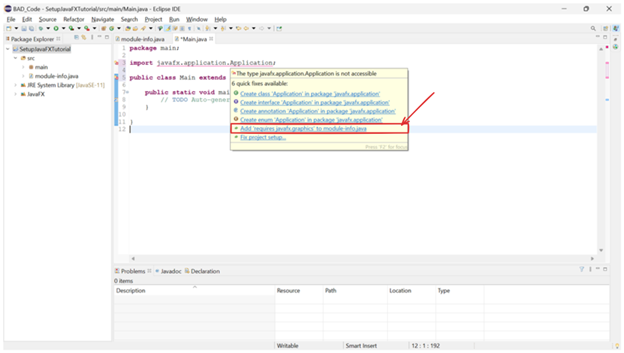 BAD_Code - SetupJavaFXTutorial/src/main/Main.java - Eclipse IDE
File Edit Source Refactor Navigate Search Project Run Window Help
Package Explorer
module-info.java *Main.java
SetupJavaFXTutorial
src
main
module-info.java
JRE System Library [JavaSE-11]
JavaFX
1 package main;
2
3 import javafx.application.Application;
4
5 public class Main extends
6
7 public static void mai
8 // TODO Auto-gener
9 }
10
11 }
12
The type javafx.application.Application is not accessible
6 quick fixes available:
Create class 'Application' in package 'javafx.application'
Create interface 'Application' in package 'javafx.application'
Create annotation 'Application' in package 'javafx.application'
Create enum 'Application' in package 'javafx.application'
Add 'requires javafx.graphics' to module-info.java
Fix project setup...
Press 'F2' for focus
Problems Javadoc Declaration
0 items
Description Resource Path Location Type
Writable Smart Insert 12 : 1 : 192